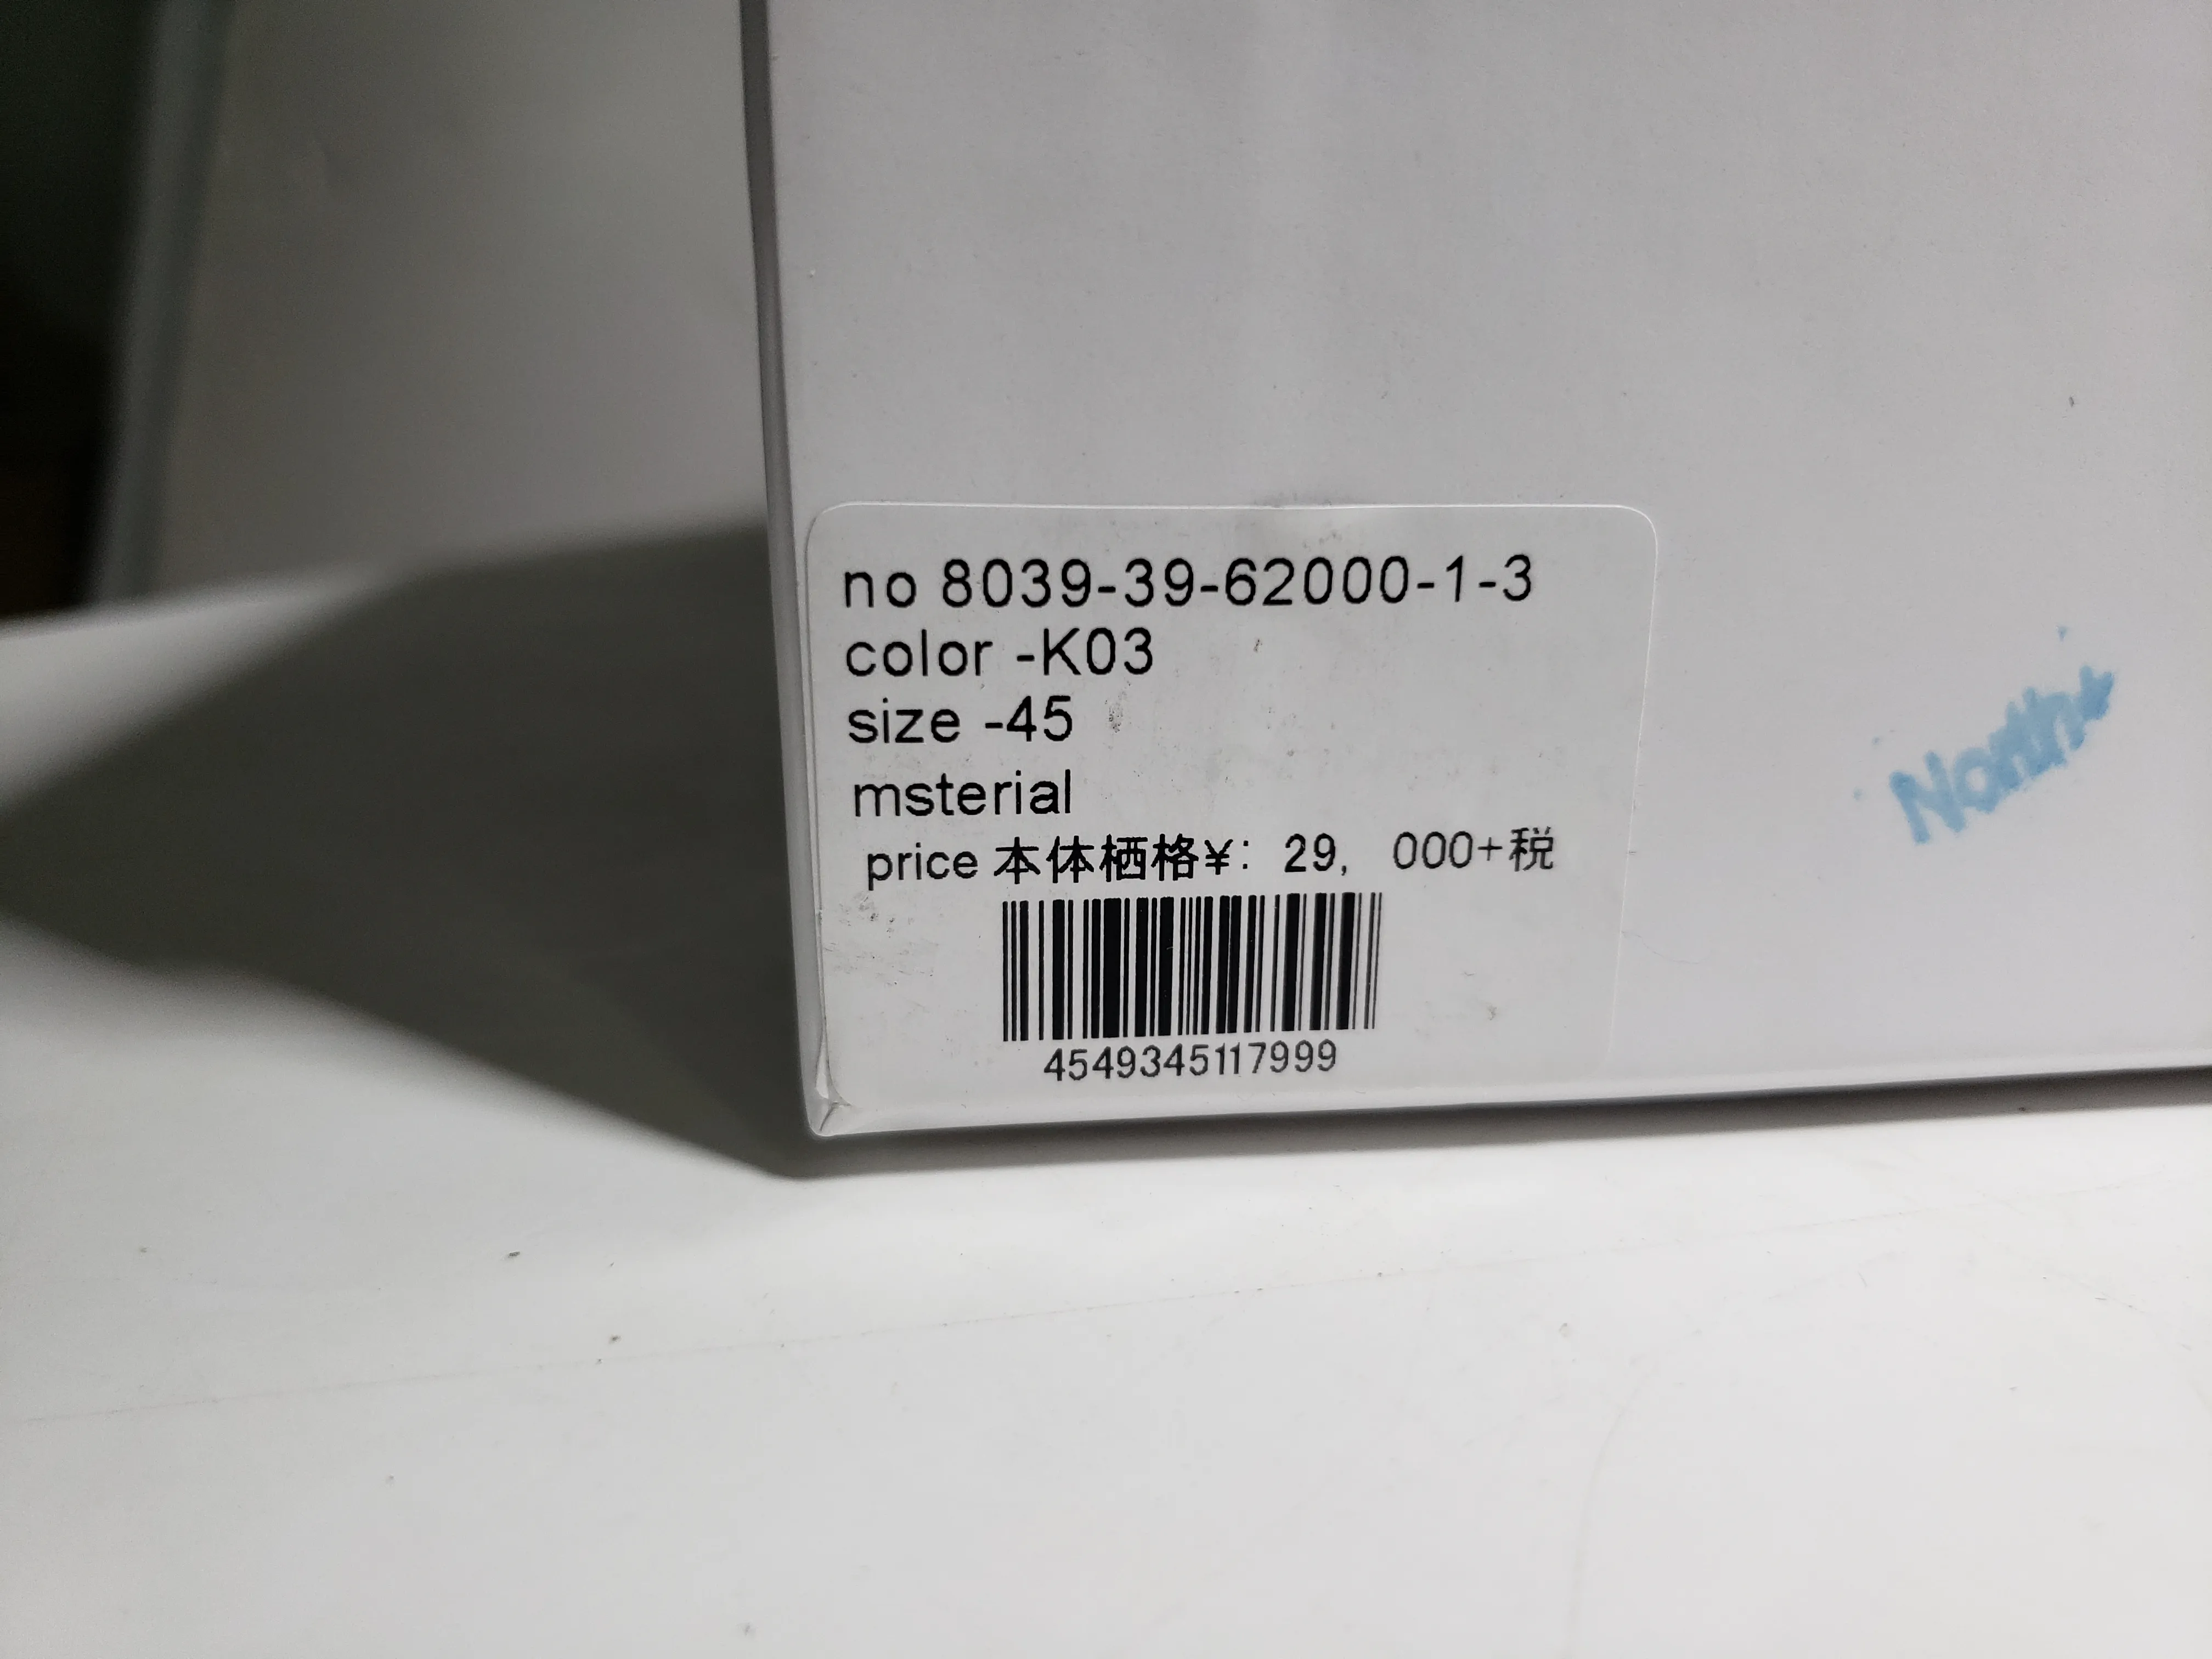 no 8039-39-62000-1-3
color -K03
size -45
msterial
price 本体栖格¥: 29, 000+税
4549345117999
North